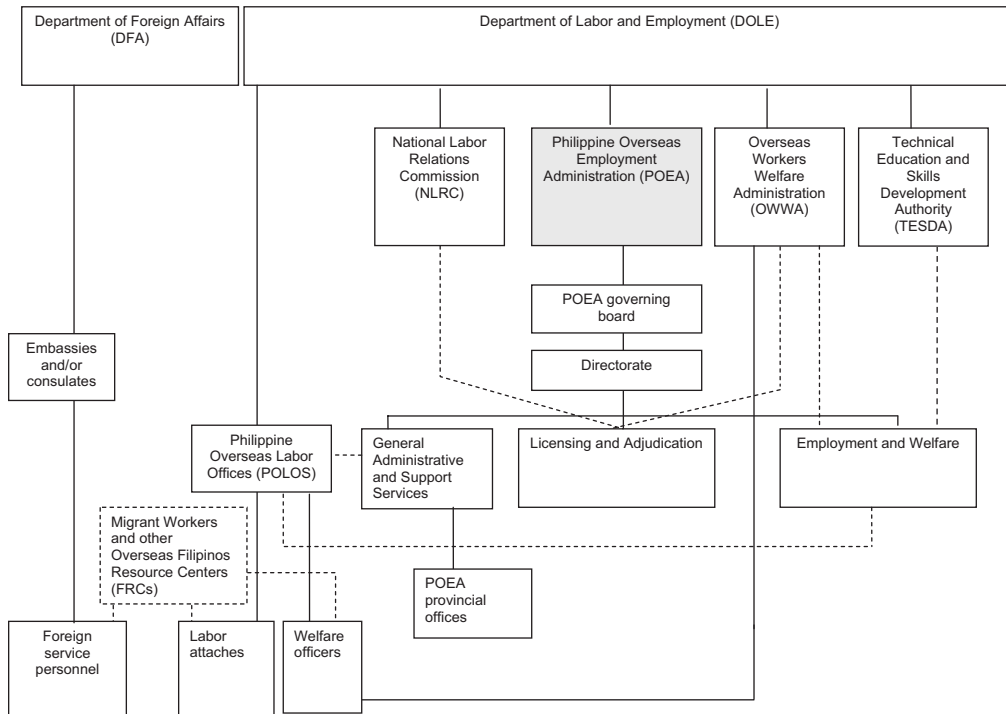 Department of Foreign Affairs
(DFA)
Department of Labor and Employment (DOLE)
National Labor
Relations
Commission
(NLRC)
Philippine Overseas
Employment
Administration (POEA)
Overseas
Workers
Welfare
Administration
(OWWA)
Technical
Education and
Skills
Development
Authority
(TESDA)
POEA governing
board
Embassies
and/or
consulates
Directorate
Philippine
Overseas Labor
Offices (POLOS)
General
Administrative
and Support
Services
Licensing and Adjudication
Employment and Welfare
Migrant Workers
and other
Overseas Filipinos
Resource Centers
(FRCs)
POEA
provincial
offices
Foreign
service
personnel
Labor
attaches
Welfare
officers